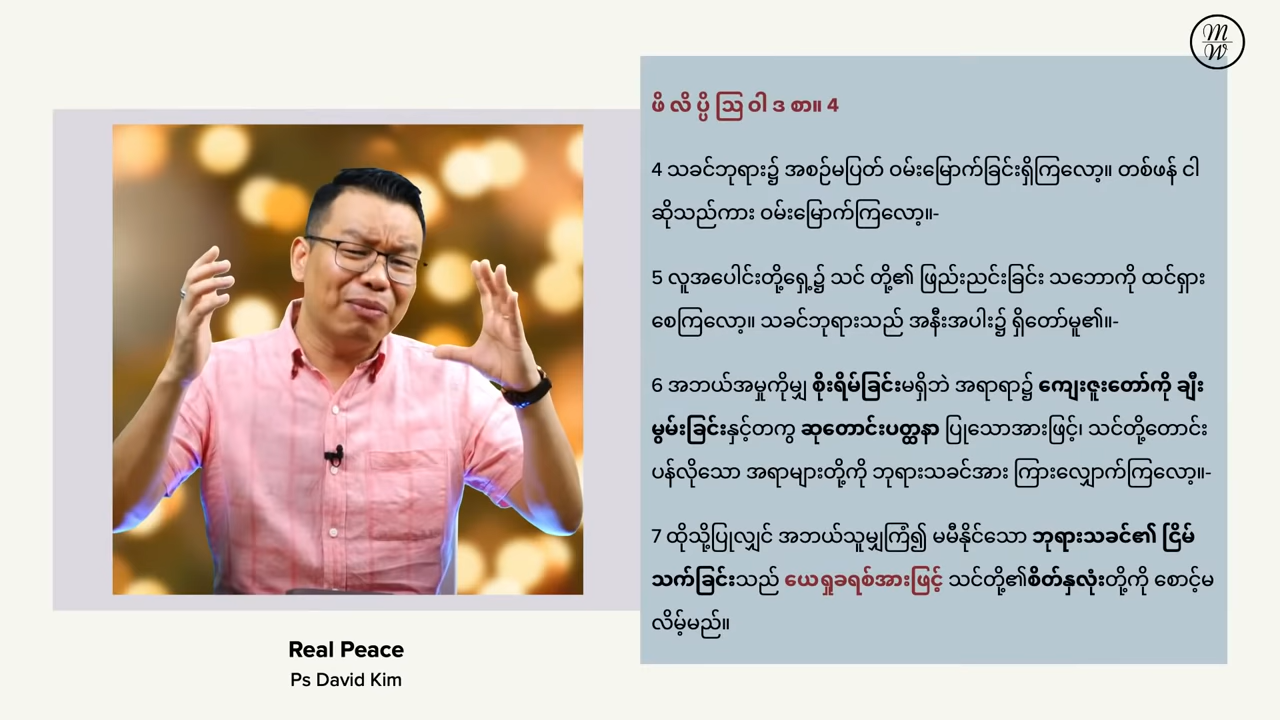 M
W
ဖိ လိ ပ္ပိ ဩ ဝါ ဒ စာ။ 4
4 သခင်ဘုရား၌ အစဉ်မပြတ် ဝမ်းမြောက်ခြင်းရှိကြလော့။ တစ်ဖန် ငါ
ဆိုသည်ကား ဝမ်းမြောက်ကြလော့။-
5 လူအပေါင်းတို့ရှေ့၌ သင် တို့၏ ဖြည်းညင်းခြင်း သဘောကို ထင်ရှား
စေကြလော့။ သခင်ဘုရားသည် အနီးအပါး၌ ရှိတော်မူ၏။-
6 အဘယ်အမှုကိုမျှ စိုးရိမ်ခြင်းမရှိဘဲ အရာရာ၌ ကျေးဇူးတော်ကို ချီး
မွမ်းခြင်းနှင့်တကွ ဆုတောင်းပတ္ထနာ ပြုသောအားဖြင့်၊ သင်တို့တောင်း
ပန်လိုသော အရာများတို့ကို ဘုရားသခင်အား ကြားလျှောက်ကြလော့။-
7 ထိုသို့ပြုလျှင် အဘယ်သူမျှကြံ၍ မမီနိုင်သော ဘုရားသခင်၏ ငြိမ်
သက်ခြင်းသည် ယေရှုခရစ်အားဖြင့် သင်တို့၏စိတ်နှလုံးတို့ကို စောင့်မ
လိမ့်မည်။
Real Peace
Ps David Kim